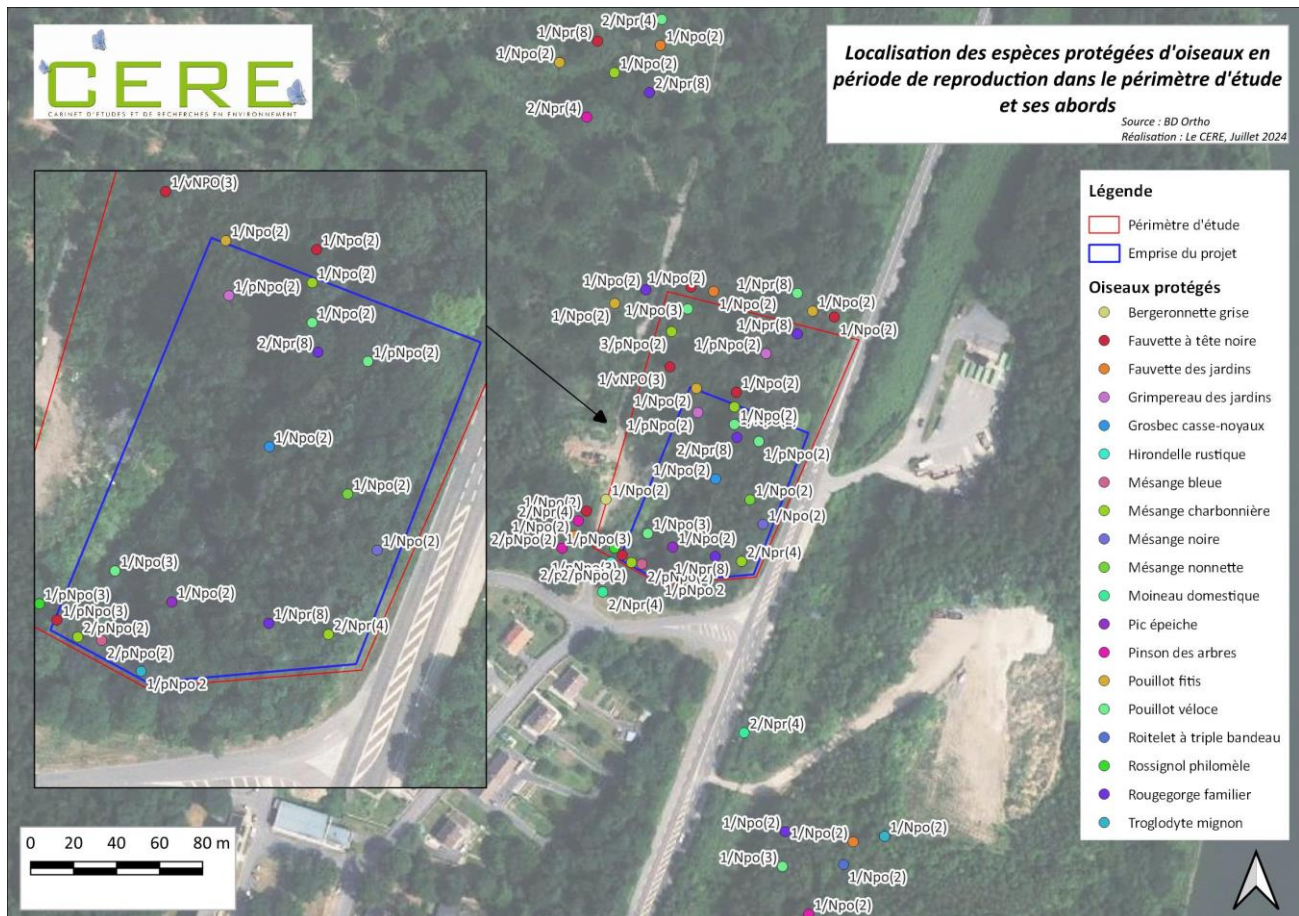 CERE
CABINET D'ETUDES ET DE RECHERCHES EN ENVIRONNEMENT
Localisation des espèces protégées d'oiseaux en
période de reproduction dans le périmètre d'étude
et ses abords
Source : BD Ortho
Réalisation : Le CERE, Juillet 2024
2/Npr(4)
1/Npr(8)
1/Npo(2)
1/Npo(2)
1/Npo(2)
2/Npr(8)
2/Npr(4)
1/vNPO(3)
1/Npo(2)
1/Npo(2)
1/Npo(2)
1/pNpo(2)
1/Npo(2)
2/Npr(8)
1/pNpo(2)
1/Npo(2)
1/Npo(2)
1/Npo(2)
1/Npo(3)
1/pNpo(3)
1/Npo(2)
1/pNpo(3)
1/Npr(8)
2/pNpo(2)
2/Npr(4)
2/pNpo(2)
1/pNpo 2
1/Npo(2)
1/Npo(2)
1/Npr(8)
1/Npo(2)
1/Npo(3)
1/Npo(2)
1/Npo(2)
1/Npr(8)
1/Npo(2)
3/pNpo(2)
1/pNpo(2)
1/vNPO(3)
1/Npo(2)
1/Npo(2)
1/Npo(2)
1/pNpo(2)
2/Npr(8)
1/pNpo(2)
1/Npo(2)
1/Npo(2)
1/Npo(2)
1/Npo(2)
1/Npo(2)
2/Npr(4)
1/Npo(2)
1/pNpo(3)
1/Npo(3)
1/Npo(2)
2/pNpo(2)
2/Npr(4)
1/Npr(8)
2/pNpo(2)
2/pNpo(2)
1/pNpo 2
2/Npr(4)
2/Npr(4)
1/Npo(2)
1/Npo(2)
1/Npo(2)
1/Npo(3)
1/Npo(2)
1/Npo(2)
Légende
Périmètre d'étude
Emprise du projet
Oiseaux protégés
Bergeronnette grise
Fauvette à tête noire
Fauvette des jardins
Grimpereau des jardins
Grosbec casse-noyaux
Hirondelle rustique
Mésange bleue
Mésange charbonnière
Mésange noire
Mésange nonnette
Moineau domestique
Pic épeiche
Pinson des arbres
Pouillot fitis
Pouillot véloce
Roitelet à triple bandeau
Rossignol philomèle
Rougegorge familier
Troglodyte mignon
0 20 40 60 80 m